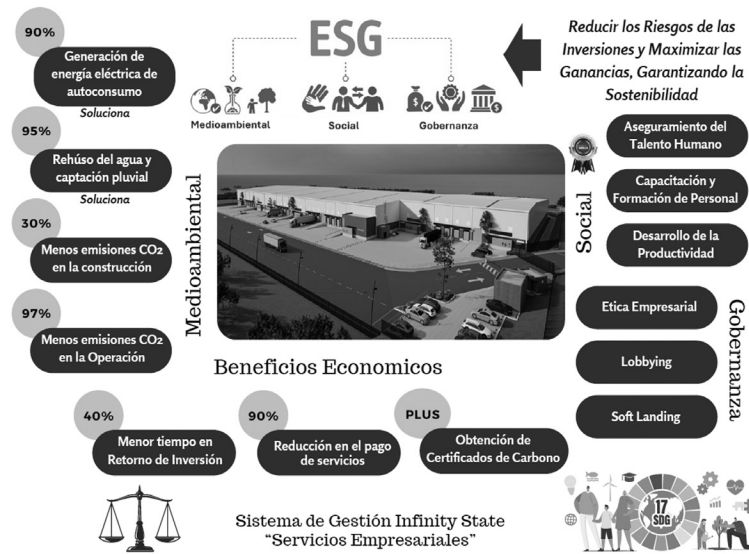 90%
Generación de
energía eléctrica de
autoconsumo
Soluciona
95%
Rehúso del agua y
captación pluvial
Soluciona
30%
Menos emisiones CO2
en la construcción
97%
Menos emisiones CO2
en la Operación
Medioambiental
ESG
Medioambiental
Social
Gobernanza
Reducir los Riesgos de las
Inversiones y Maximizar las
Ganancias, Garantizando la
Sostenibilidad
Social
Aseguramiento del
Talento Humano
Capacitación y
Formación de Personal
Desarrollo de la
Productividad
Gobernanza
Etica Empresarial
Lobbying
Soft Landing
Beneficios Economicos
40%
Menor tiempo en
Retorno de Inversión
90%
Reducción en el pago
de servicios
PLUS
Obtención de
Certificados de Carbono
Sistema de Gestión Infinity State
“Servicios Empresariales”
17
SDG